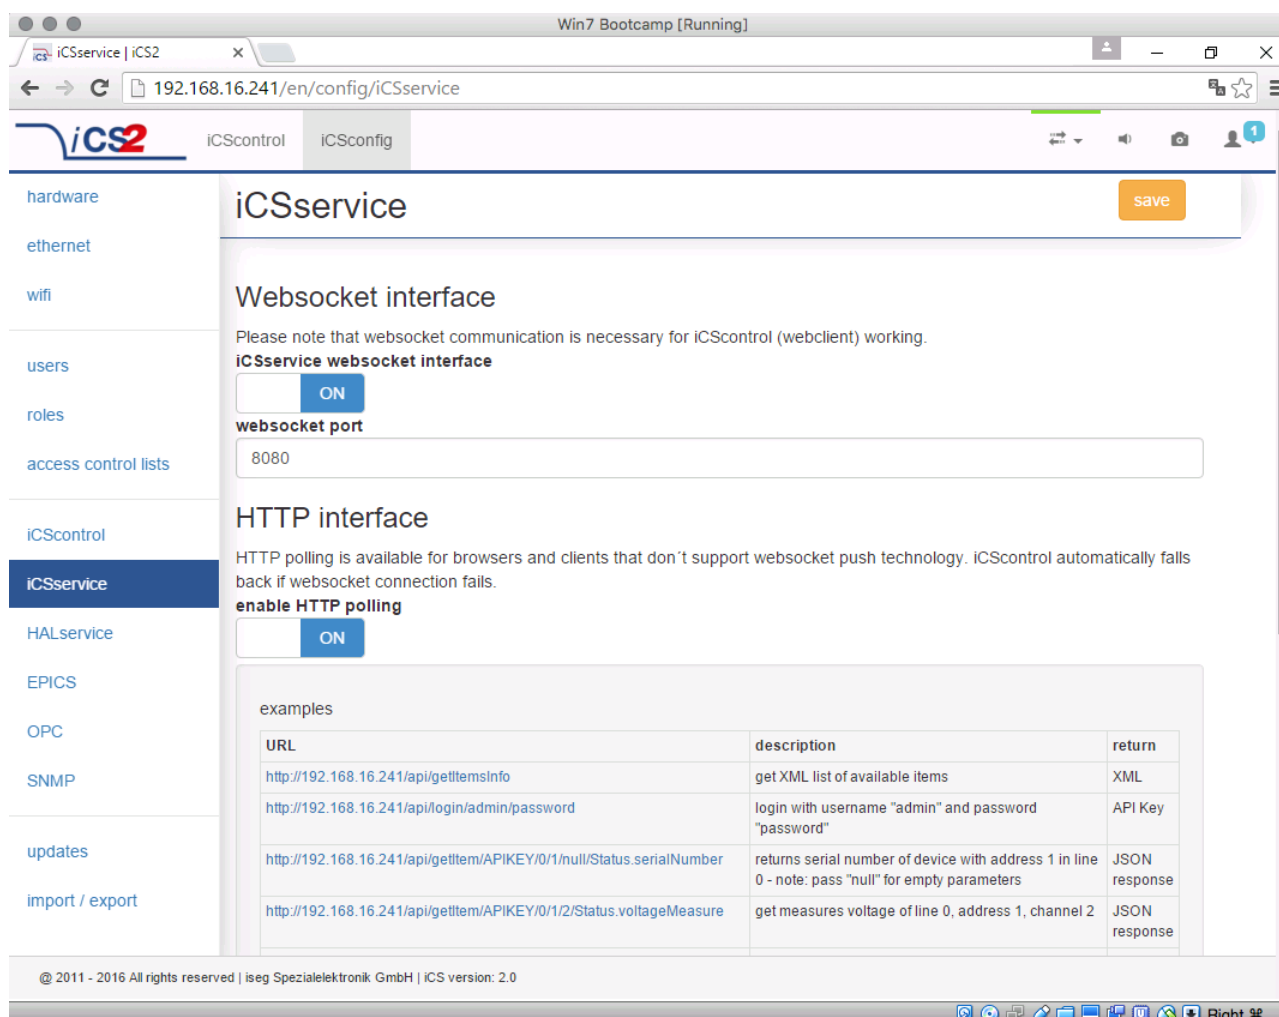 Win7 Bootcamp [Running]
iCS iCSservice | iCS2
192.168.16.241/en/config/iCSservice
iCS2 iCScontrol iCSconfig 1
hardware
ethernet
wifi
users
roles
access control lists
iCScontrol
iCSservice
HALservice
EPICS
OPC
SNMP
updates
import / export
iCSservice save
Websocket interface
Please note that websocket communication is necessary for iCScontrol (webclient) working.
iCSservice websocket interface
ON
websocket port
8080
HTTP interface
HTTP polling is available for browsers and clients that don´t support websocket push technology. iCScontrol automatically falls
back if websocket connection fails.
enable HTTP polling
ON
examples
URL description return
http://192.168.16.241/api/getItemsInfo get XML list of available items XML
http://192.168.16.241/api/login/admin/password login with username "admin" and password API Key
"password"
http://192.168.16.241/api/getItem/APIKEY/0/1/null/Status.serialNumber returns serial number of device with address 1 in line JSON
0 - note: pass "null" for empty parameters response
http://192.168.16.241/api/getItem/APIKEY/0/1/2/Status.voltageMeasure get measures voltage of line 0, address 1, channel 2 JSON
response
@ 2011 - 2016 All rights reserved | iseg Spezialelektronik GmbH | iCS version: 2.0
Right ⌘